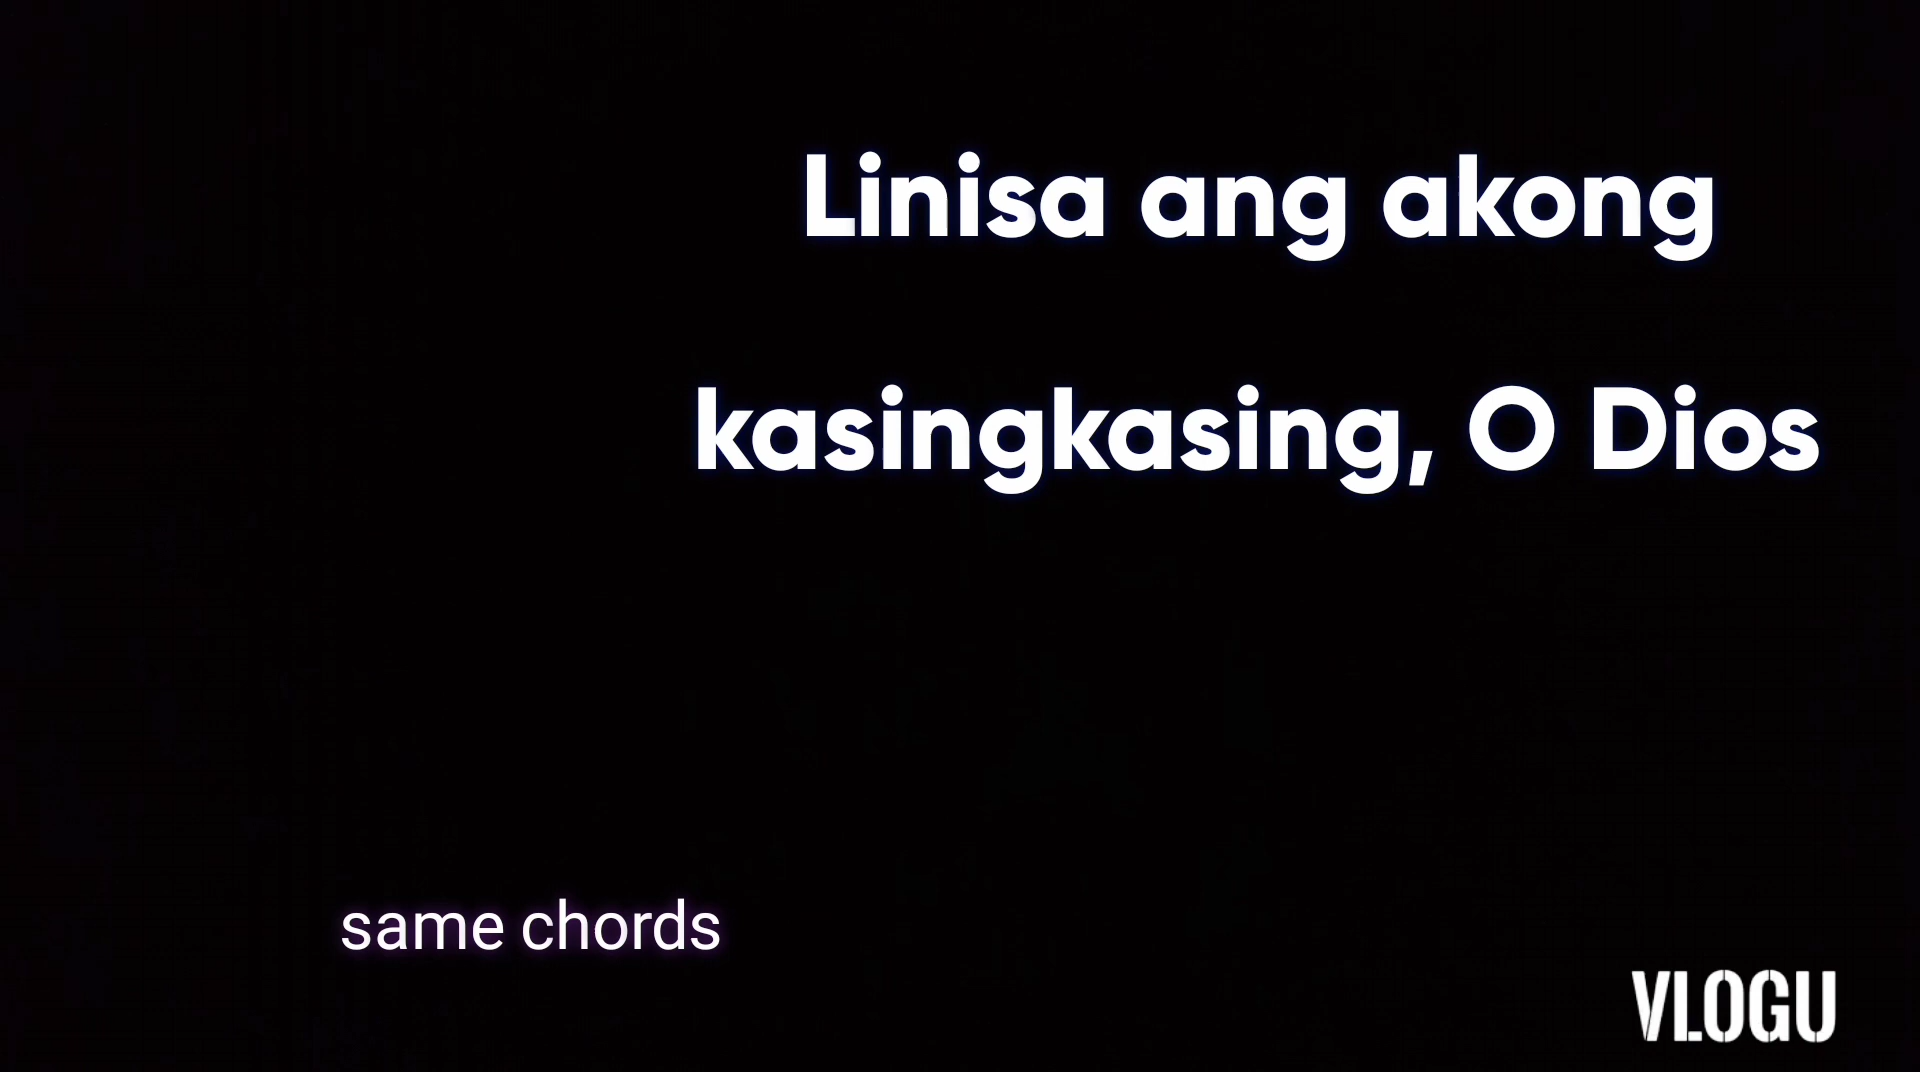 Linisa ang akong
kasingkasing, O Dios
same chords
VLOGU